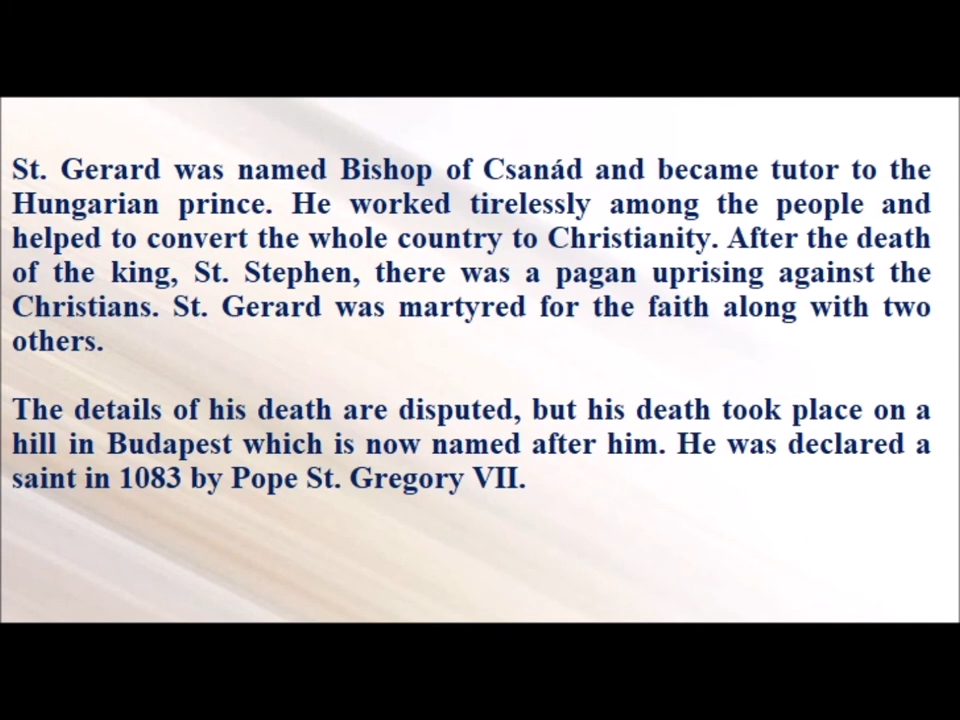 St. Gerard was named Bishop of Csanád and became tutor to the
Hungarian prince. He worked tirelessly among the people and
helped to convert the whole country to Christianity. After the death
of the king, St. Stephen, there was a pagan uprising against the
Christians. St. Gerard was martyred for the faith along with two
others.
The details of his death are disputed, but his death took place on a
hill in Budapest which is now named after him. He was declared a
saint in 1083 by Pope St. Gregory VII.